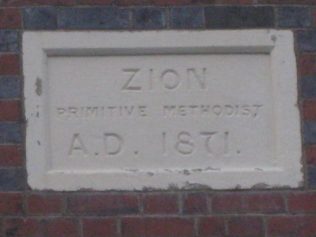 ZION
PRIMITIVE METHODIST,
A.D. 1871.